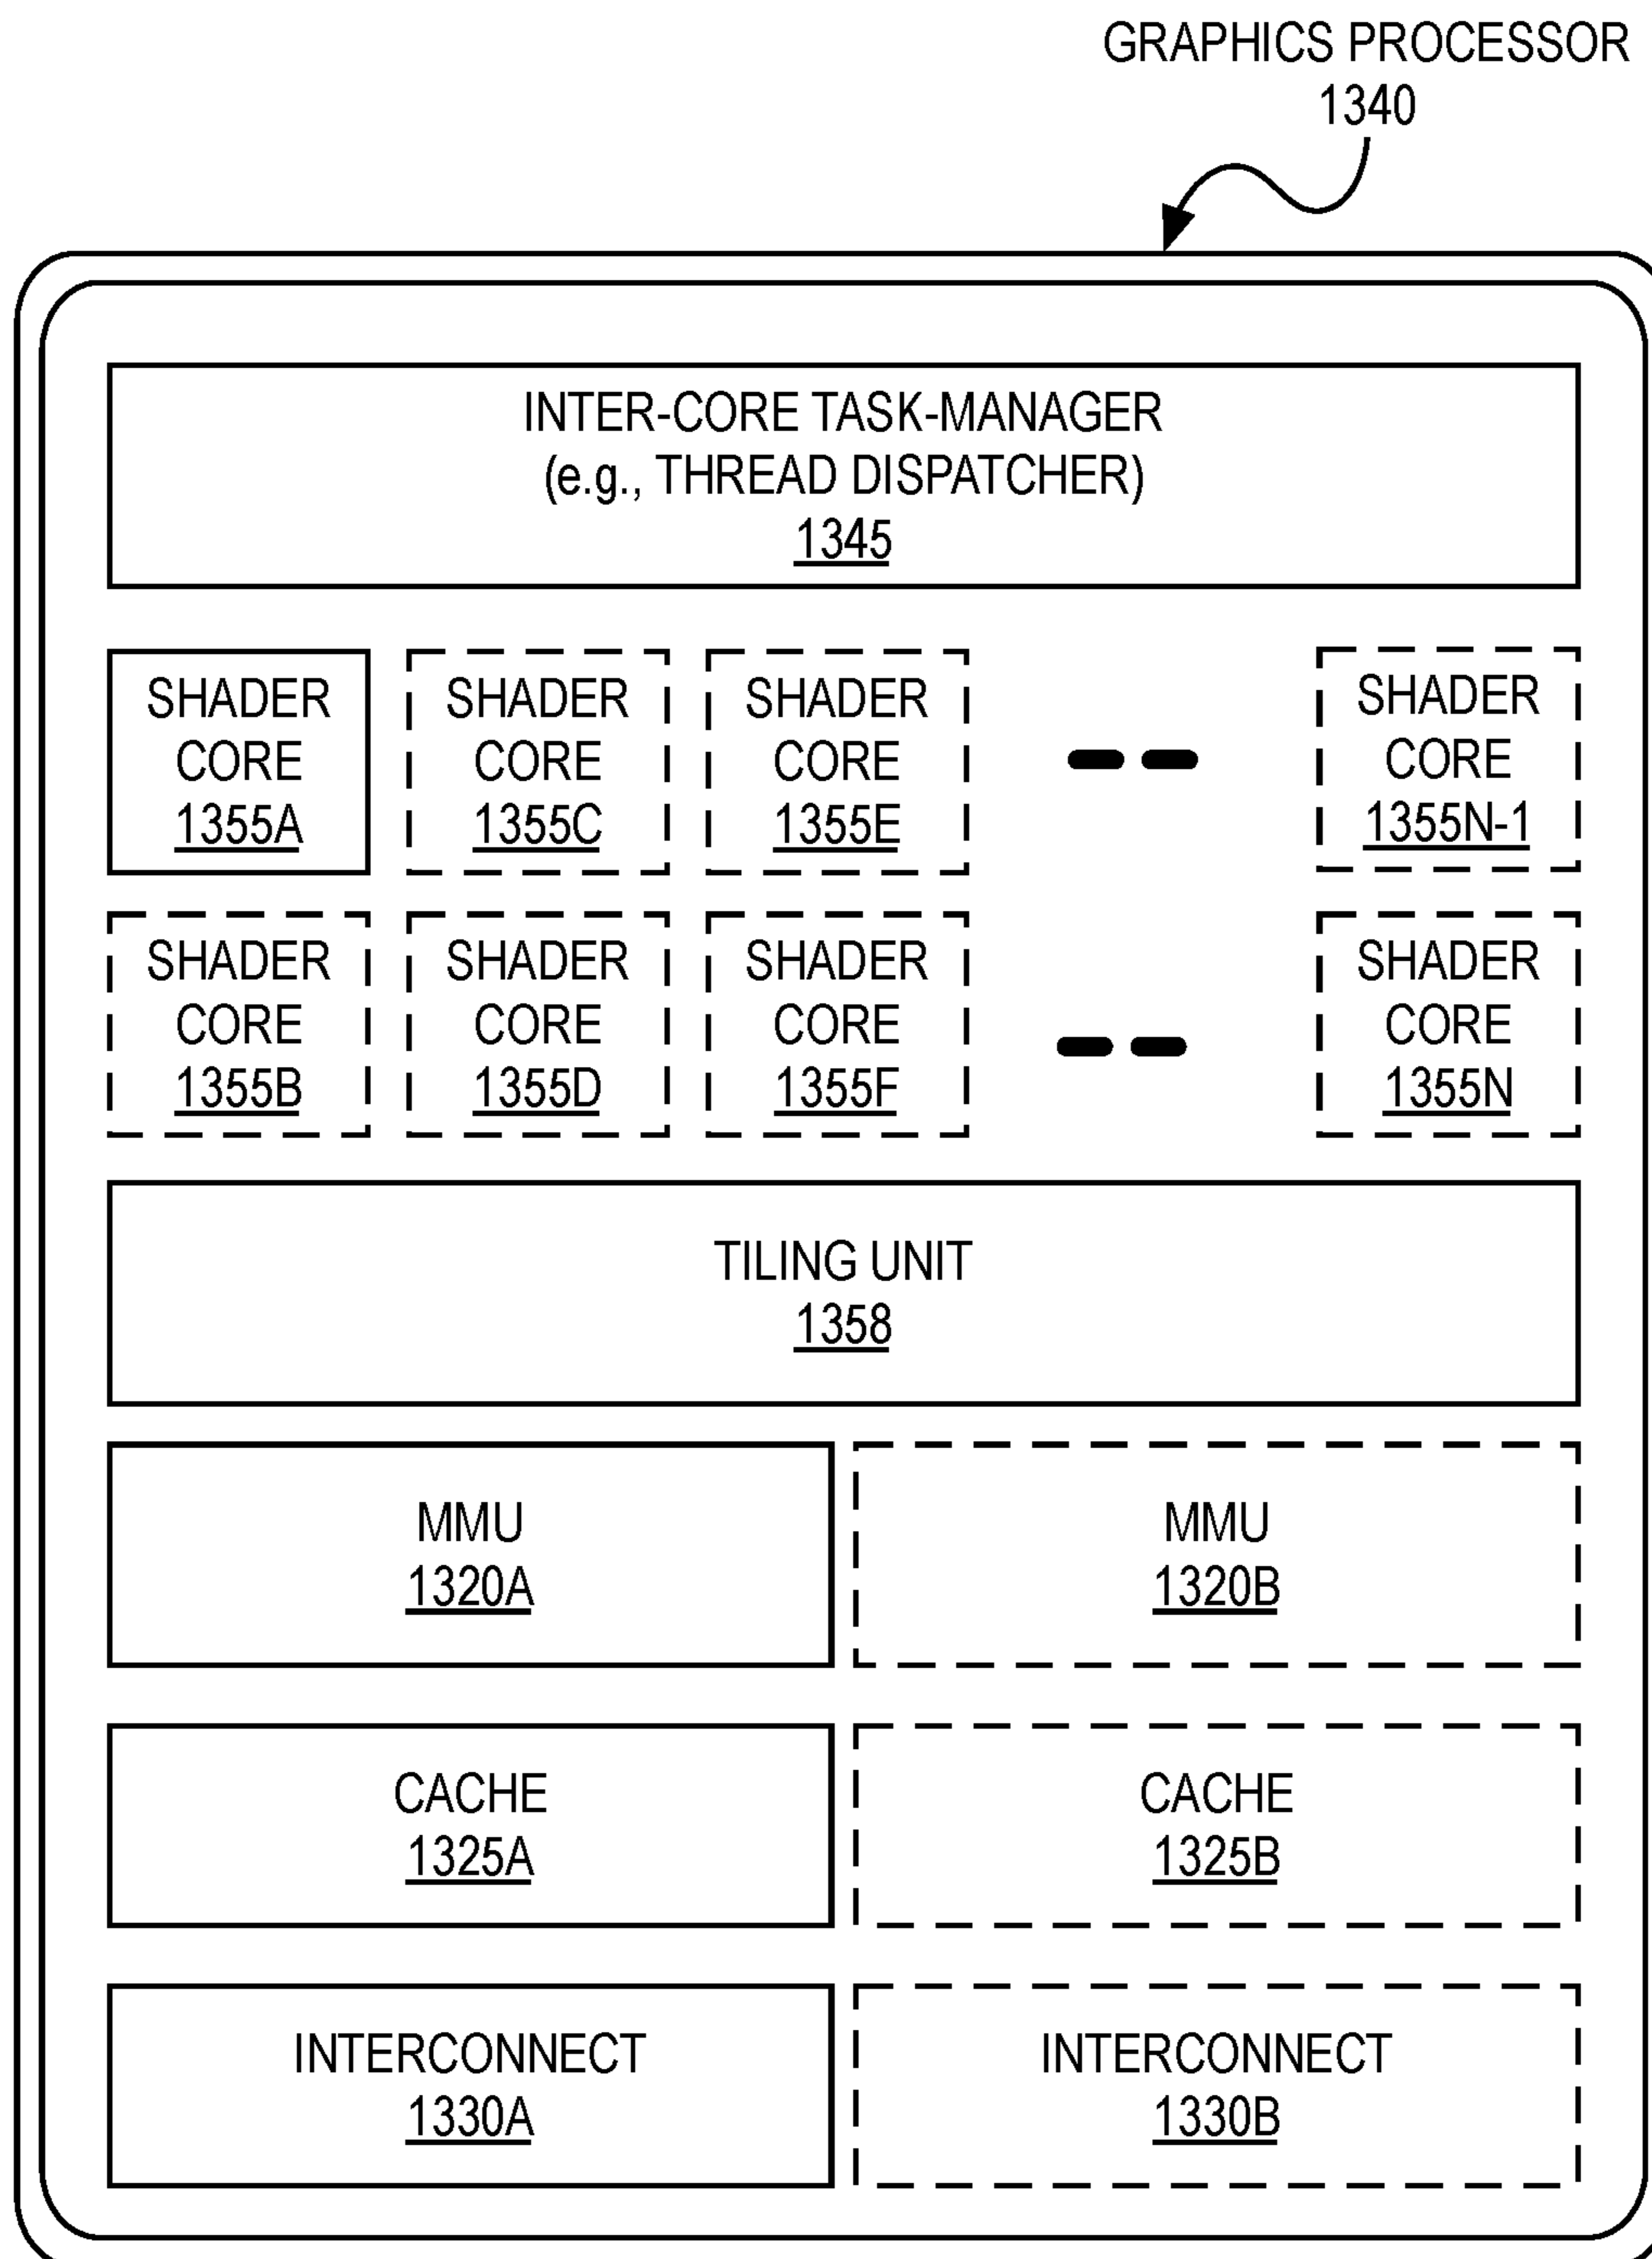 GRAPHICS PROCESSOR
1340
INTER-CORE TASK-MANAGER
(e.g., THREAD DISPATCHER)
1345
SHADER
CORE
1355A
SHADER
CORE
1355C
SHADER
CORE
1355E
SHADER
CORE
1355N-1
SHADER
CORE
1355B
SHADER
CORE
1355D
SHADER
CORE
1355F
SHADER
CORE
1355N
TILING UNIT
1358
MMU
1320A
MMU
1320B
CACHE
1325A
CACHE
1325B
INTERCONNECT
1330A
INTERCONNECT
1330B